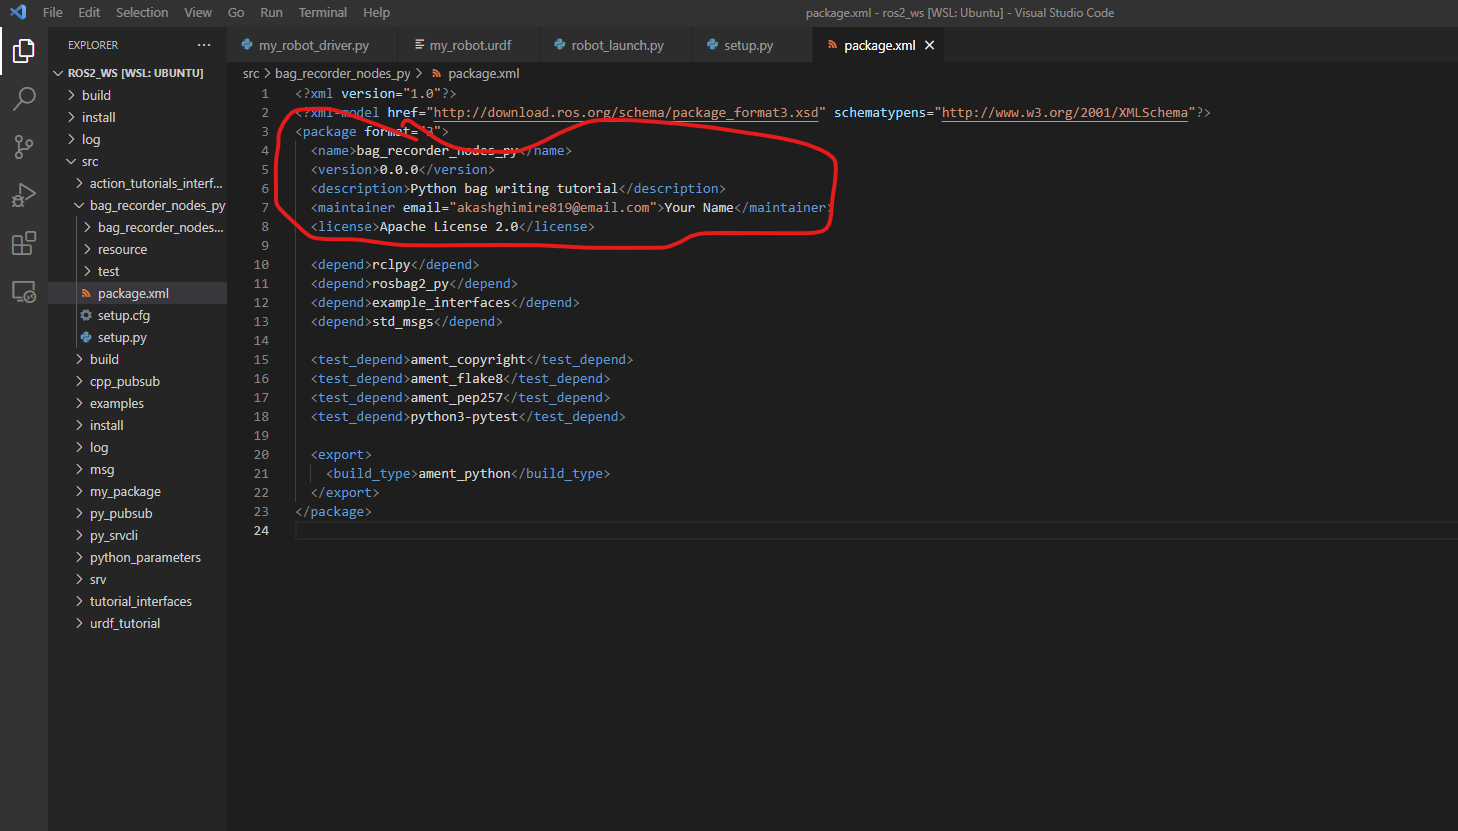 File Edit Selection View Go Run Terminal Help
package.xml - ros2_ws [WSL: Ubuntu] - Visual Studio Code
EXPLORER
ROS2_WS [WSL: UBUNTU]
build
install
log
src
action_tutorials_interf...
bag_recorder_nodes_py
bag_recorder_nodes...
resource
test
package.xml
setup.cfg
setup.py
build
cpp_pubsub
examples
install
log
msg
my_package
py_pubsub
py_srvcli
python_parameters
srv
tutorial_interfaces
urdf_tutorial
my_robot_driver.py my_robot.urdf robot_launch.py setup.py package.xml
src > bag_recorder_nodes_py > package.xml
1 <?xml version="1.0"?>
2 <?xml-model href="http://download.ros.org/schema/package_format3.xsd" schematypens="http://www.w3.org/2001/XMLSchema"?>
3 <package format="3">
4 <name>bag_recorder_nodes_py</name>
5 <version>0.0.0</version>
6 <description>Python bag writing tutorial</description>
7 <maintainer email="akashghimire819@email.com">Your Name</maintainer>
8 <license>Apache License 2.0</license>
9
10 <depend>rclpy</depend>
11 <depend>rosbag2_py</depend>
12 <depend>example_interfaces</depend>
13 <depend>std_msgs</depend>
14
15 <test_depend>ament_copyright</test_depend>
16 <test_depend>ament_flake8</test_depend>
17 <test_depend>ament_pep257</test_depend>
18 <test_depend>python3-pytest</test_depend>
19
20 <export>
21 <build_type>ament_python</build_type>
22 </export>
23 </package>
24